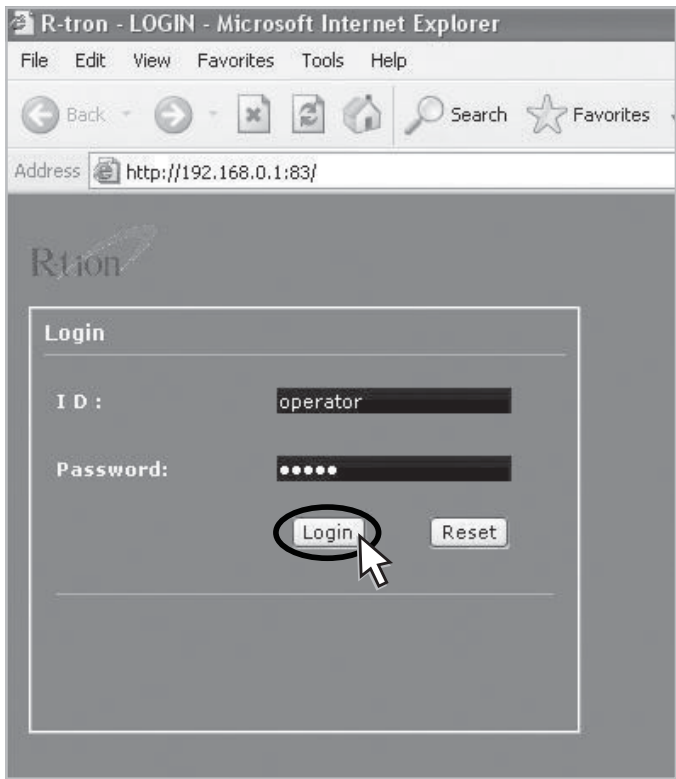 R-tron - LOGIN - Microsoft Internet Explorer
File Edit View Favorites Tools Help
Back Search Favorites
Address http://192.168.0.1:83/
R-tron
Login
I D :
operator
Password:
•••••
Login Reset